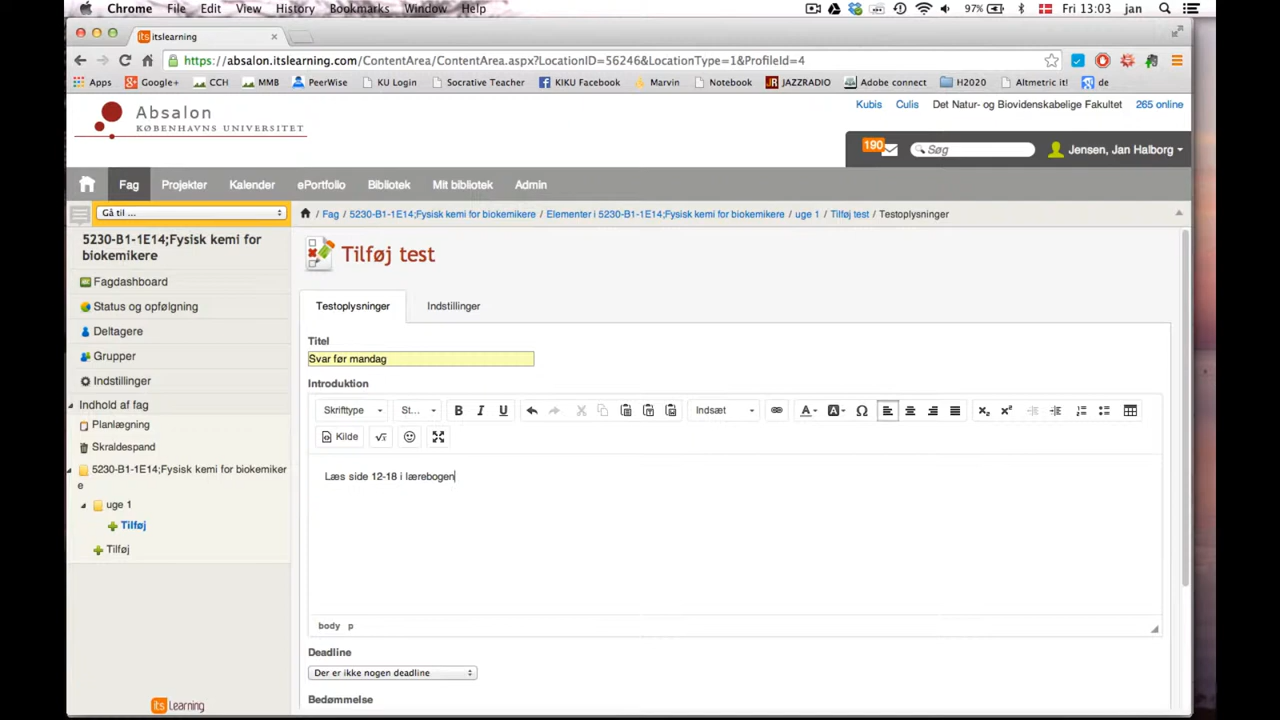 Chrome File Edit View History Bookmarks Window Help 97% Fri 13:03 jan
its itslearning
https://absalon.itslearning.com/ContentArea/ContentArea.aspx?LocationID=56246&LocationType=1&ProfileId=4
Apps Google+ CCH MMB PeerWise KU Login Socrative Teacher KIKU Facebook Marvin Notebook JR JAZZRADIO Adobe connect H2020 Altmetric it! de
Absalon
KØBENHAVNS UNIVERSITET
Kubis Culis Det Natur- og Biovidenskabelige Fakultet 265 online
190 Søg Jensen, Jan Halborg
Fag Projekter Kalender ePortfolio Bibliotek Mit bibliotek Admin
Gå til ...
/ Fag / 5230-B1-1E14;Fysisk kemi for biokemikere / Elementer i 5230-B1-1E14;Fysisk kemi for biokemikere / uge 1 / Tilføj test / Testoplysninger
5230-B1-1E14;Fysisk kemi for
biokemikere
Fagdashboard
Status og opfølgning
Deltagere
Grupper
Indstillinger
Indhold af fag
Planlægning
Skraldespand
5230-B1-1E14;Fysisk kemi for biokemiker
e
uge 1
Tilføj
Tilføj
its Learning
Tilføj test
Testoplysninger Indstillinger
Titel
Svar før mandag
Introduktion
Skrifttype St... B I U Indsæt A A Ω x₂ x²
Kilde √x
Læs side 12-18 i lærebogen
body p
Deadline
Der er ikke nogen deadline
Bedømmelse